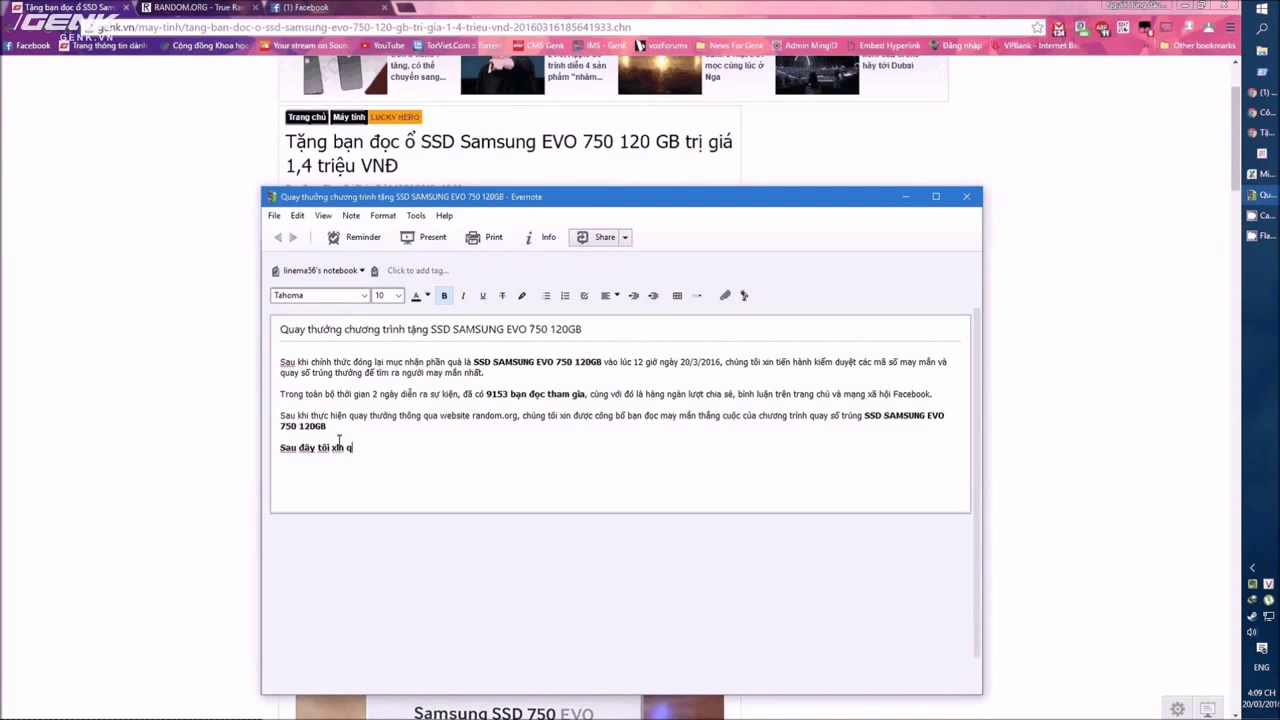 Tặng bạn đọc ổ SSD Sams
RANDOM.ORG - True Ran
(1) Facebook
GENK
GENK.VN
genk.vn/may-tinh/tang-ban-doc-o-ssd-samsung-evo-750-120-gb-tri-gia-1-4-trieu-vnd-20160316185641933.chn
Facebook
Trang thông tin dành
Cộng đồng Khoa học
Your stream on Soun
YouTube
TorViet.Com :: Torren
CMS Genk
IMS - GenK
vozForums
News For Genk
Admin MingID
Embed Hyperlink
Đăng nhập
VPBank - Internet Ba
Other bookmarks
tăng, có thể
chuyển sang...
trình diễn 4 sản
phẩm "nhàm...
mọc cùng lúc ở
Nga
hãy tới Dubai
Trang chủ
Máy tính
LUCKY HERO
Tặng bạn đọc ổ SSD Samsung EVO 750 120 GB trị giá
1,4 triệu VNĐ
Quay thưởng chương trình tặng SSD SAMSUNG EVO 750 120GB - Evernote
File Edit View Note Format Tools Help
Reminder Present Print Info Share
linema56's notebook Click to add tag...
Tahoma 10 A B I U T
Quay thưởng chương trình tặng SSD SAMSUNG EVO 750 120GB
Sau khi chính thức đóng lại mục nhận phần quà là SSD SAMSUNG EVO 750 120GB vào lúc 12 giờ ngày 20/3/2016, chúng tôi xin tiến hành kiểm duyệt các mã số may mắn và
quay số trúng thưởng để tìm ra người may mắn nhất.
Trong toàn bộ thời gian 2 ngày diễn ra sự kiện, đã có 9153 bạn đọc tham gia, cùng với đó là hàng ngàn lượt chia sẻ, bình luận trên trang chủ và mạng xã hội Facebook.
Sau khi thực hiện quay thưởng thông qua website random.org, chúng tôi xin được công bố bạn đọc may mắn thắng cuộc của chương trình quay số trúng SSD SAMSUNG EVO
750 120GB
Sau đây tôi xin q
Samsung SSD 750 EVO
(1)
Cô
Tặ
Mi
Qu
Ca
Fla
ENG
4:09 CH
20/03/201